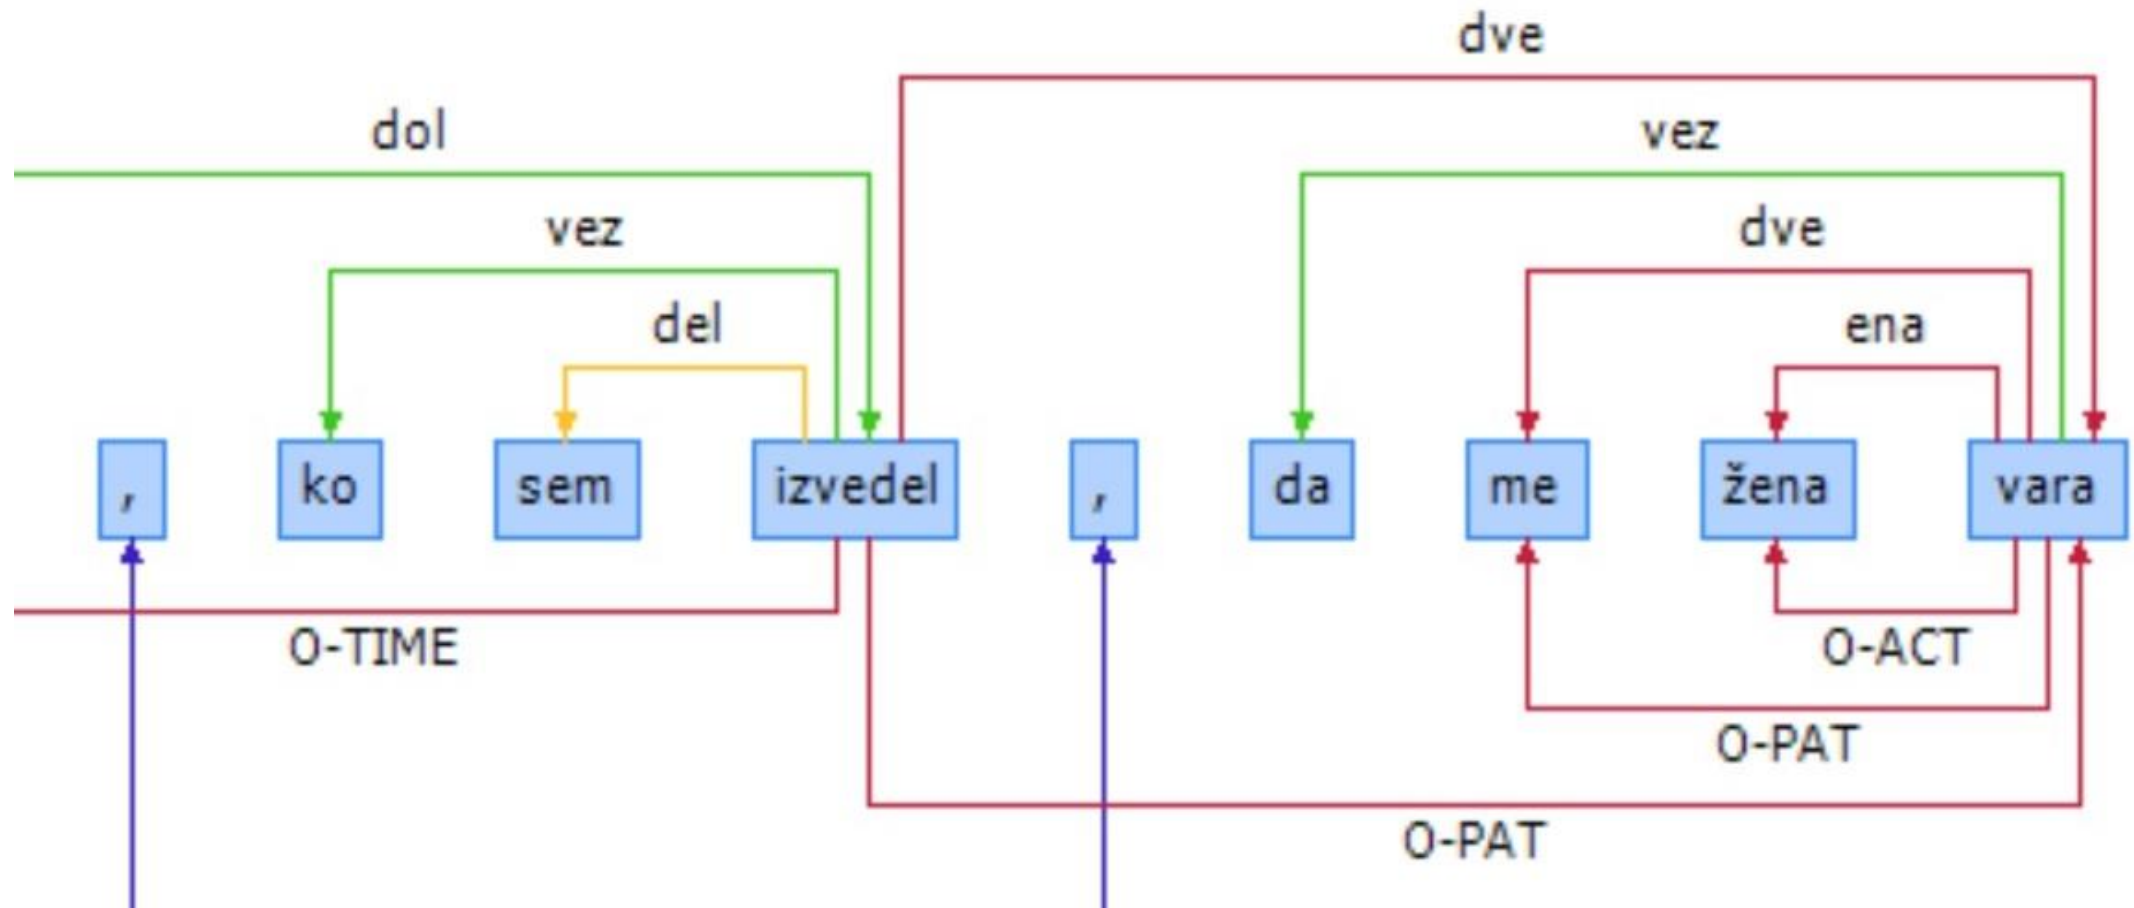 dve
dol vez
vez dve
del ena
, ko sem izvedel , da me žena vara
O-TIME O-ACT
O-PAT
O-PAT